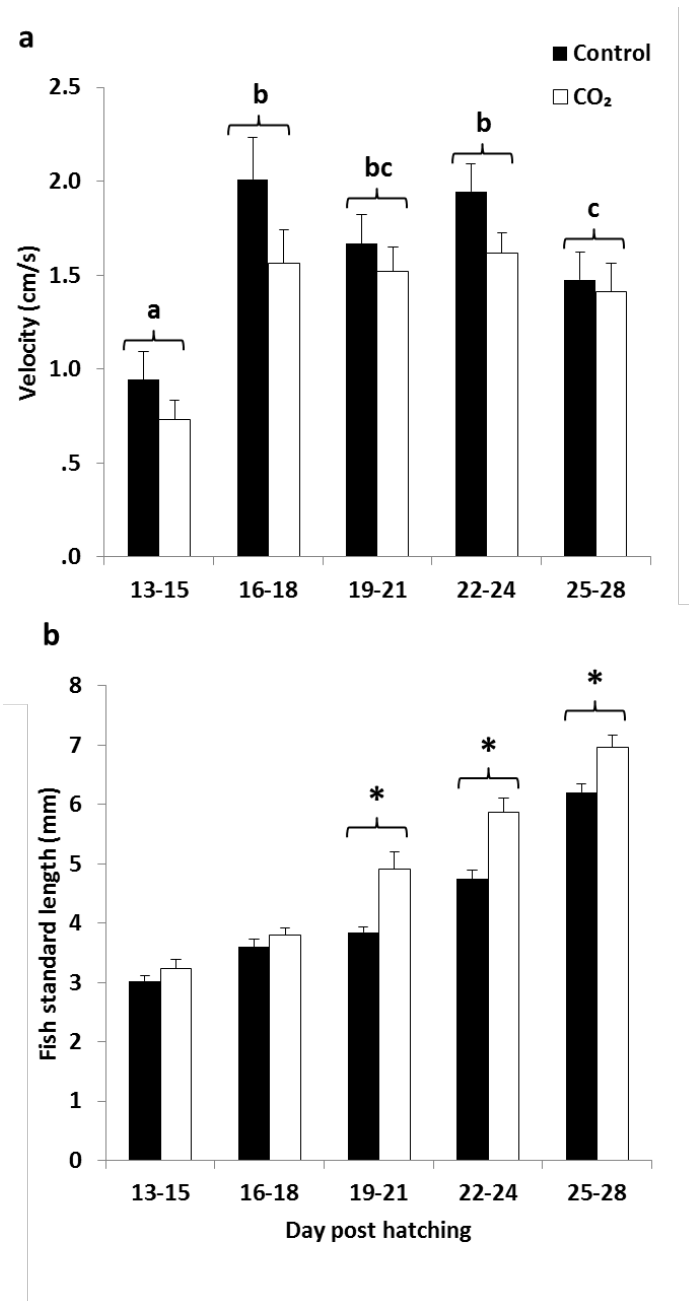 a
Control
CO₂
2.5
2.0
1.5
1.0
.5
.0
Velocity (cm/s)
a
b
bc
b
c
13-15 16-18 19-21 22-24 25-28
b
8
7
6
5
4
3
2
1
0
Fish standard length (mm)
*
*
*
13-15 16-18 19-21 22-24 25-28
Day post hatching